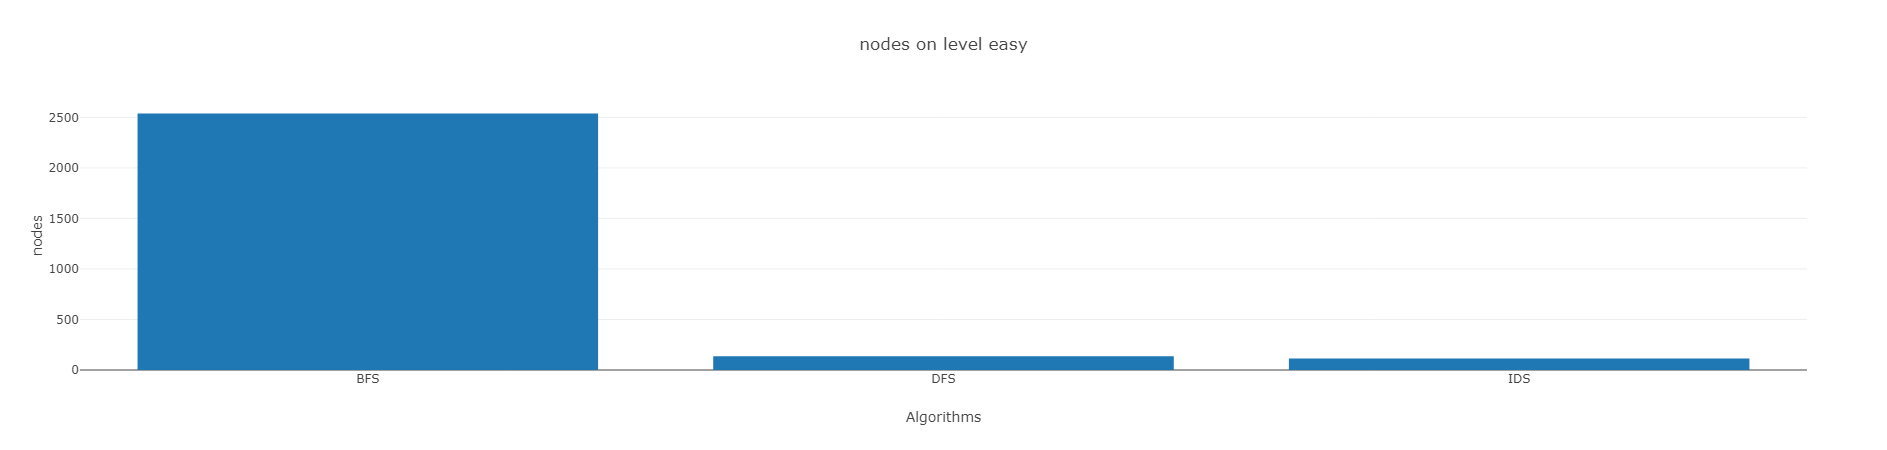 nodes on level easy
2500
2000
1500
1000
500
0
nodes
BFS
DFS
IDS
Algorithms